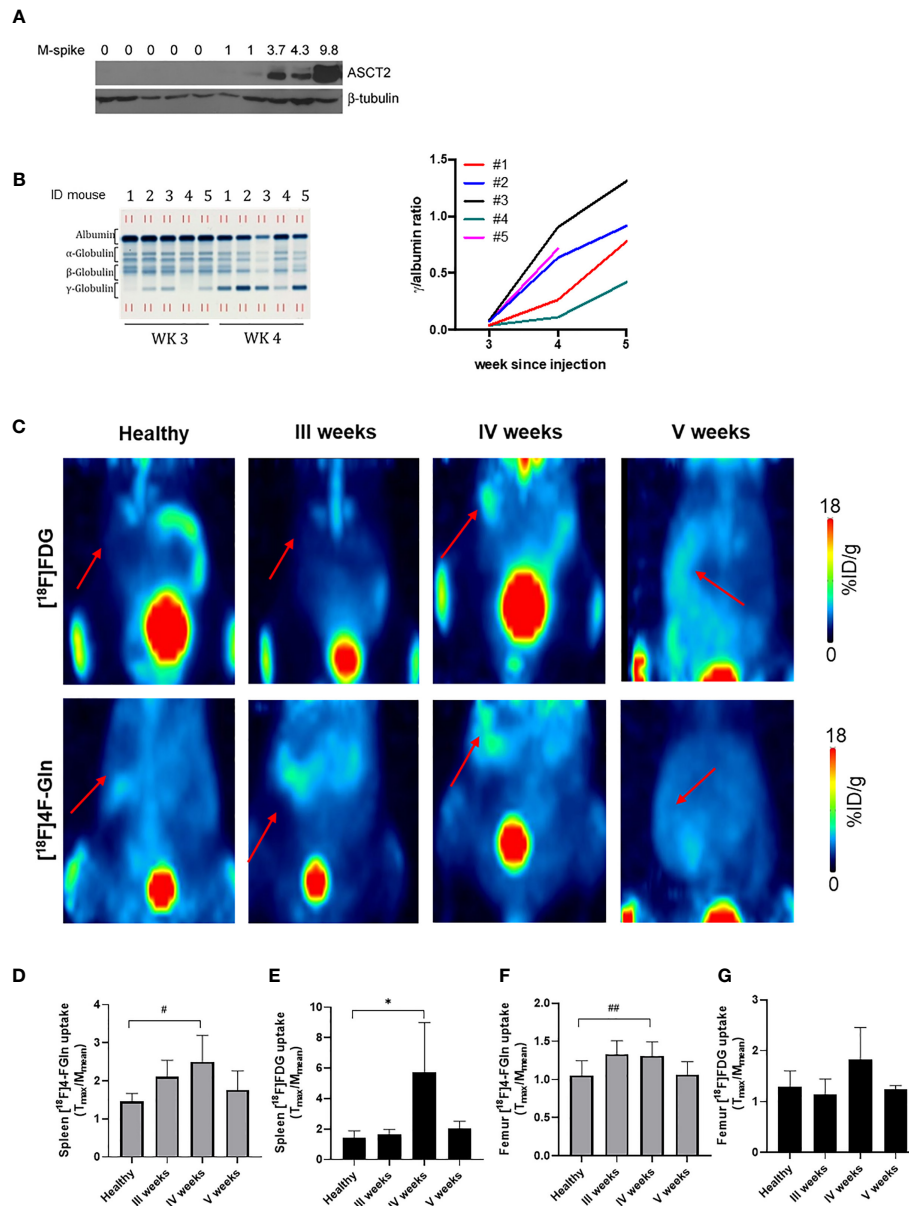 A
M-spike 0 0 0 0 0 1 1 3.7 4.3 9.8
ASCT2
β-tubulin
B
ID mouse 1 2 3 4 5 1 2 3 4 5
Albumin
α-Globulin
β-Globulin
γ-Globulin
WK 3 WK 4
1.5
1.0
0.5
0.0
γ/albumin ratio
#1
#2
#3
#4
#5
3 4 5
week since injection
C
Healthy III weeks IV weeks V weeks
[¹⁸F]FDG
18
%ID/g
0
[¹⁸F]4F-Gln
18
%ID/g
0
D
Spleen [¹⁸F]4-FGln uptake
(Tmax/Mmean)
4
3
2
1
0
#
Healthy
III weeks
IV weeks
V weeks
E
Spleen [¹⁸F]FDG uptake
(Tmax/Mmean)
10
8
6
4
2
0
*
Healthy
III weeks
IV weeks
V weeks
F
Femur [¹⁸F]4-FGln uptake
(Tmax/Mmean)
2.0
1.5
1.0
0.5
0.0
##
Healthy
III weeks
IV weeks
V weeks
G
Femur [¹⁸F]FDG uptake
(Tmax/Mmean)
3
2
1
0
Healthy
III weeks
IV weeks
V weeks